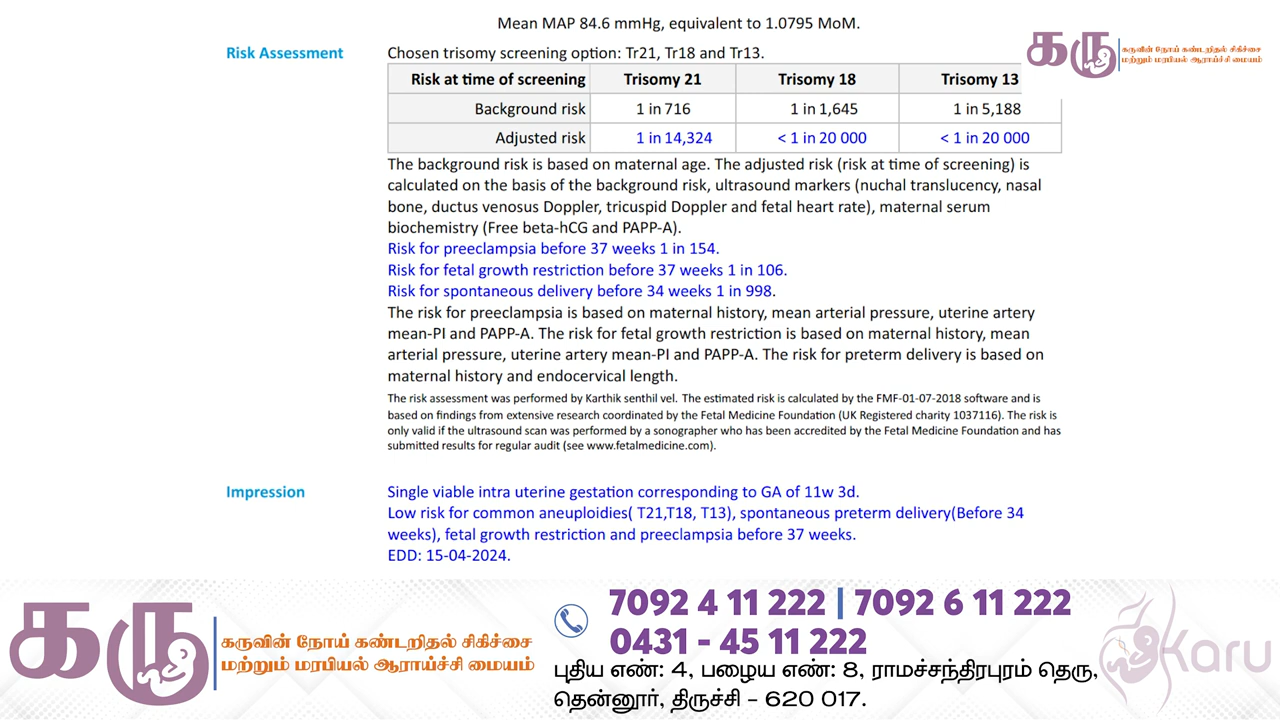 Mean MAP 84.6 mmHg, equivalent to 1.0795 MoM.
Risk Assessment
Chosen trisomy screening option: Tr21, Tr18 and Tr13.
கரு
கருவின் நோய் கண்டறிதல் சிகிச்சை
மற்றும் மரபியல் ஆராய்ச்சி மையம்
Risk at time of screening Trisomy 21 Trisomy 18 Trisomy 13
Background risk 1 in 716 1 in 1,645 1 in 5,188
Adjusted risk 1 in 14,324 < 1 in 20 000 < 1 in 20 000
The background risk is based on maternal age. The adjusted risk (risk at time of screening) is
calculated on the basis of the background risk, ultrasound markers (nuchal translucency, nasal
bone, ductus venosus Doppler, tricuspid Doppler and fetal heart rate), maternal serum
biochemistry (Free beta-hCG and PAPP-A).
Risk for preeclampsia before 37 weeks 1 in 154.
Risk for fetal growth restriction before 37 weeks 1 in 106.
Risk for spontaneous delivery before 34 weeks 1 in 998.
The risk for preeclampsia is based on maternal history, mean arterial pressure, uterine artery
mean-PI and PAPP-A. The risk for fetal growth restriction is based on maternal history, mean
arterial pressure, uterine artery mean-PI and PAPP-A. The risk for preterm delivery is based on
maternal history and endocervical length.
The risk assessment was performed by Karthik senthil vel. The estimated risk is calculated by the FMF-01-07-2018 software and is
based on findings from extensive research coordinated by the Fetal Medicine Foundation (UK Registered charity 1037116). The risk is
only valid if the ultrasound scan was performed by a sonographer who has been accredited by the Fetal Medicine Foundation and has
submitted results for regular audit (see www.fetalmedicine.com).
Impression
Single viable intra uterine gestation corresponding to GA of 11w 3d.
Low risk for common aneuploidies( T21,T18, T13), spontaneous preterm delivery(Before 34
weeks), fetal growth restriction and preeclampsia before 37 weeks.
EDD: 15-04-2024.
கரு
கருவின் நோய் கண்டறிதல் சிகிச்சை
மற்றும் மரபியல் ஆராய்ச்சி மையம்
7092 4 11 222 | 7092 6 11 222
0431 - 45 11 222
புதிய எண்: 4, பழைய எண்: 8, ராமச்சந்திரபுரம் தெரு,
தென்னூர், திருச்சி – 620 017.
Karu